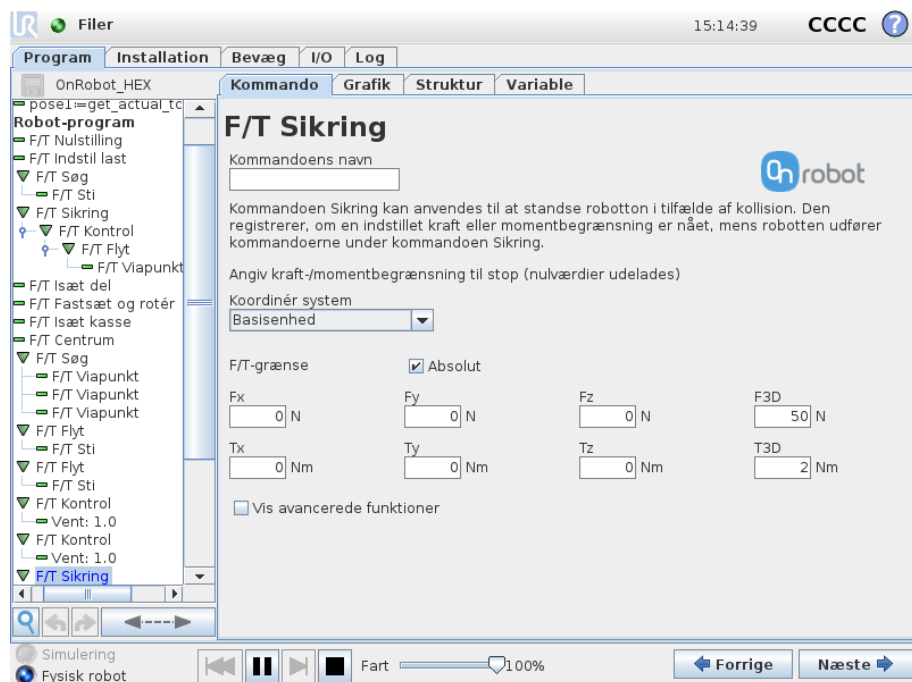 Filer 15:14:39 CCCC ?
Program Installation Bevæg I/O Log
OnRobot_HEX
Kommando Grafik Struktur Variable
pose1:=get_actual_tc
Robot-program
F/T Nulstilling
F/T Indstil last
F/T Søg
F/T Sti
F/T Sikring
F/T Kontrol
F/T Flyt
F/T Viapunkt
F/T Isæt del
F/T Fastsæt og rotér
F/T Isæt kasse
F/T Centrum
F/T Søg
F/T Viapunkt
F/T Viapunkt
F/T Viapunkt
F/T Flyt
F/T Sti
F/T Flyt
F/T Sti
F/T Kontrol
Vent: 1.0
F/T Kontrol
Vent: 1.0
F/T Sikring
F/T Sikring
Kommandoens navn
On robot
Kommandoen Sikring kan anvendes til at standse robotton i tilfælde af kollision. Den
registrerer, om en indstillet kraft eller momentbegrænsning er nået, mens robotten udfører
kommandoerne under kommandoen Sikring.
Angiv kraft-/momentbegrænsning til stop (nulværdier udelades)
Koordinér system
Basisenhed
F/T-grænse Absolut
Fx Fy Fz F3D
0 N 0 N 0 N 50 N
Tx Ty Tz T3D
0 Nm 0 Nm 0 Nm 2 Nm
Vis avancerede funktioner
Simulering
Fysisk robot
Fart 100%
Forrige Næste